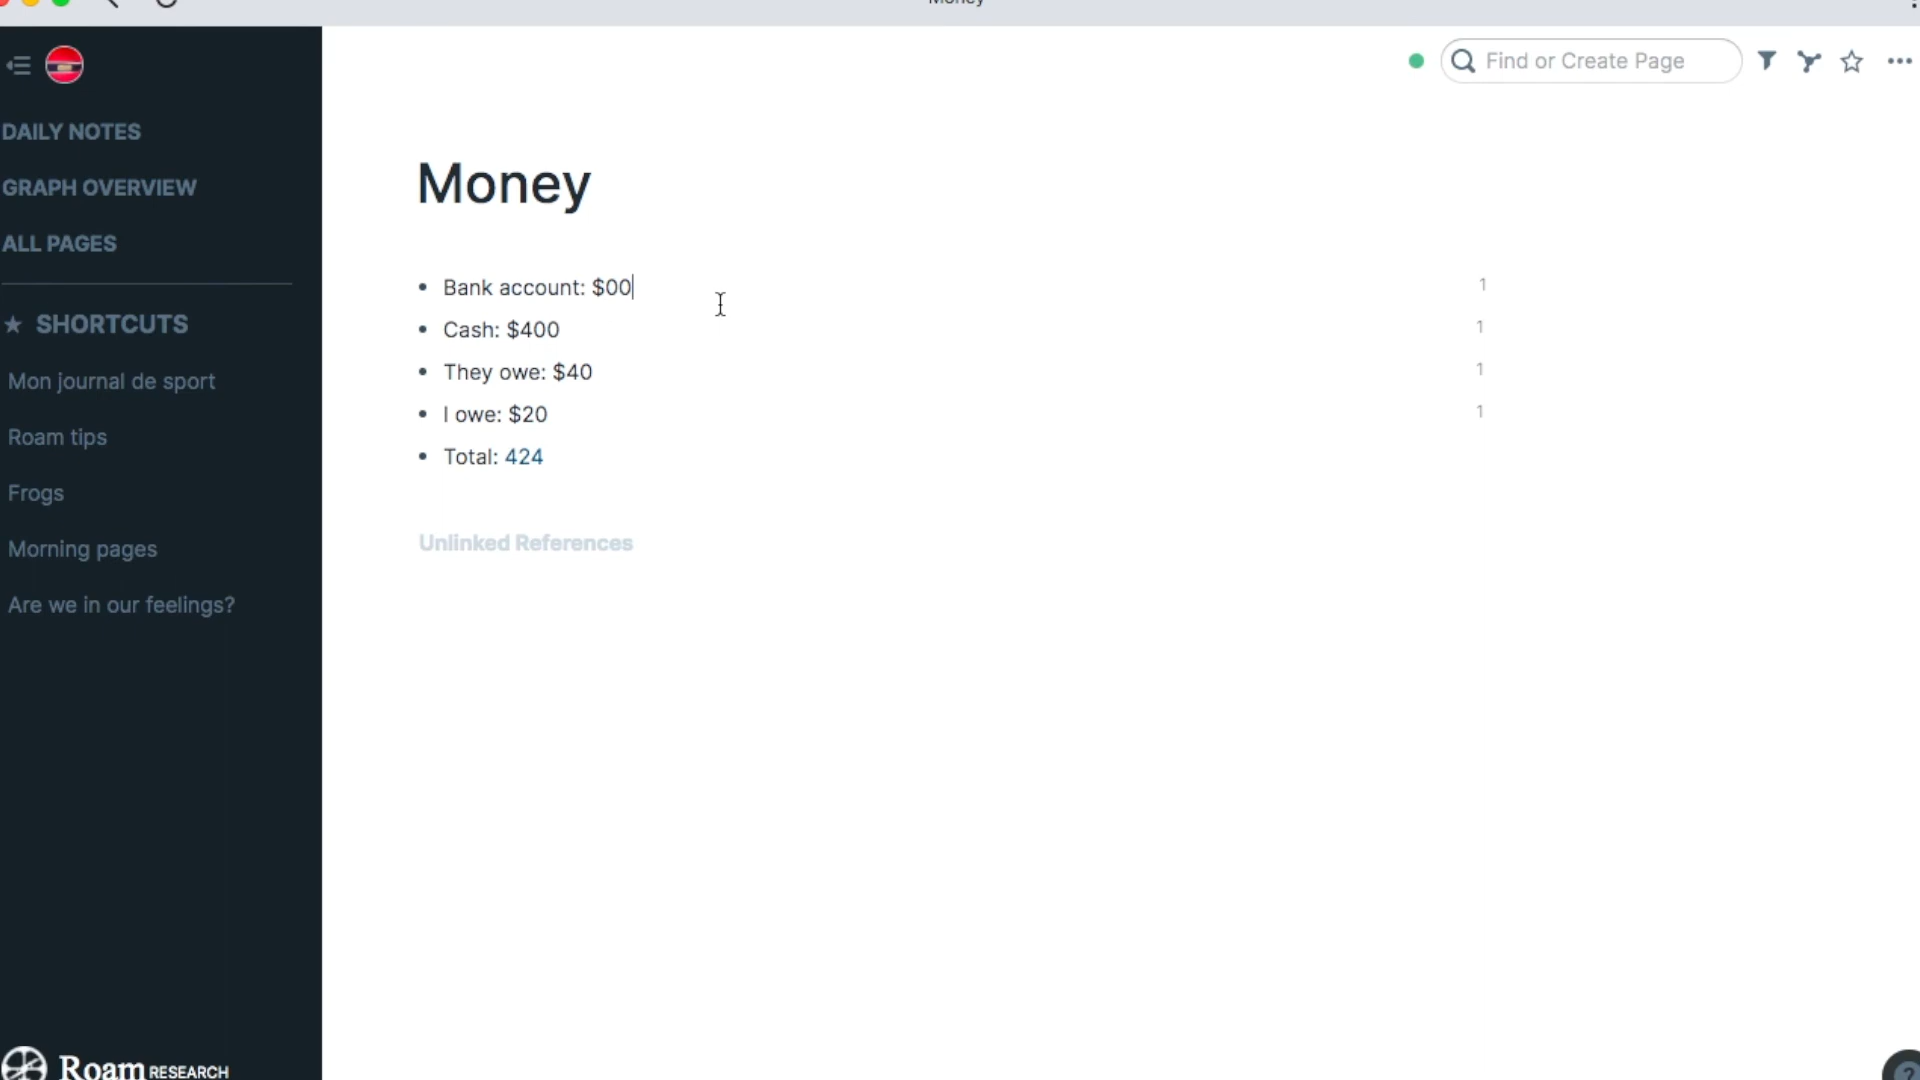 Money
DAILY NOTES
GRAPH OVERVIEW
ALL PAGES
★ SHORTCUTS
Mon journal de sport
Roam tips
Frogs
Morning pages
Are we in our feelings?
Roam RESEARCH
Find or Create Page
Money
• Bank account: $00 1
• Cash: $400 1
• They owe: $40 1
• I owe: $20 1
• Total: 424
Unlinked References
?